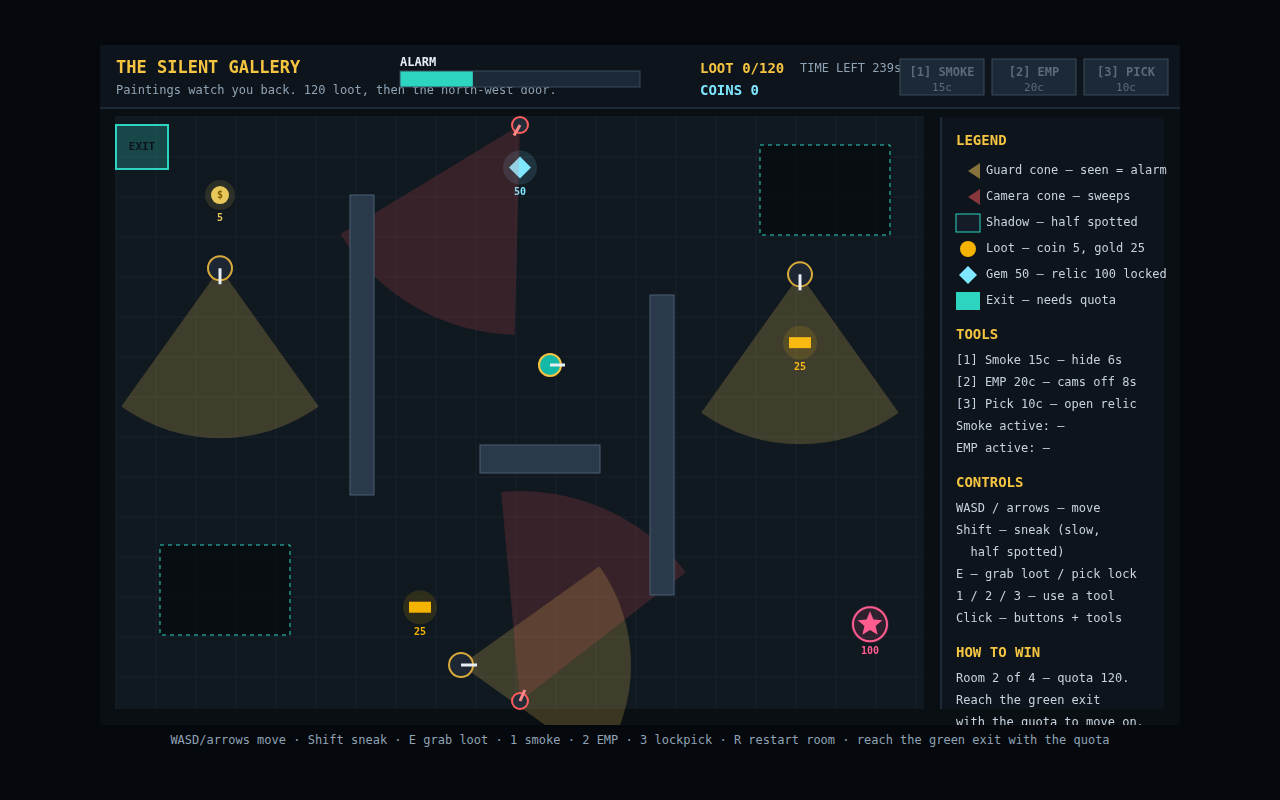 THE SILENT GALLERY
Paintings watch you back. 120 loot, then the north-west door.
ALARM
LOOT 0/120
TIME LEFT 239s
COINS 0
[1] SMOKE
15c
[2] EMP
20c
[3] PICK
10c
EXIT
$
5
50
25
25
100
LEGEND
Guard cone — seen = alarm
Camera cone — sweeps
Shadow — half spotted
Loot — coin 5, gold 25
Gem 50 — relic 100 locked
Exit — needs quota
TOOLS
[1] Smoke 15c — hide 6s
[2] EMP 20c — cams off 8s
[3] Pick 10c — open relic
Smoke active: —
EMP active: —
CONTROLS
WASD / arrows — move
Shift — sneak (slow,
half spotted)
E — grab loot / pick lock
1 / 2 / 3 — use a tool
Click — buttons + tools
HOW TO WIN
Room 2 of 4 — quota 120.
Reach the green exit
with the quota to move on.
WASD/arrows move · Shift sneak · E grab loot · 1 smoke · 2 EMP · 3 lockpick · R restart room · reach the green exit with the quota